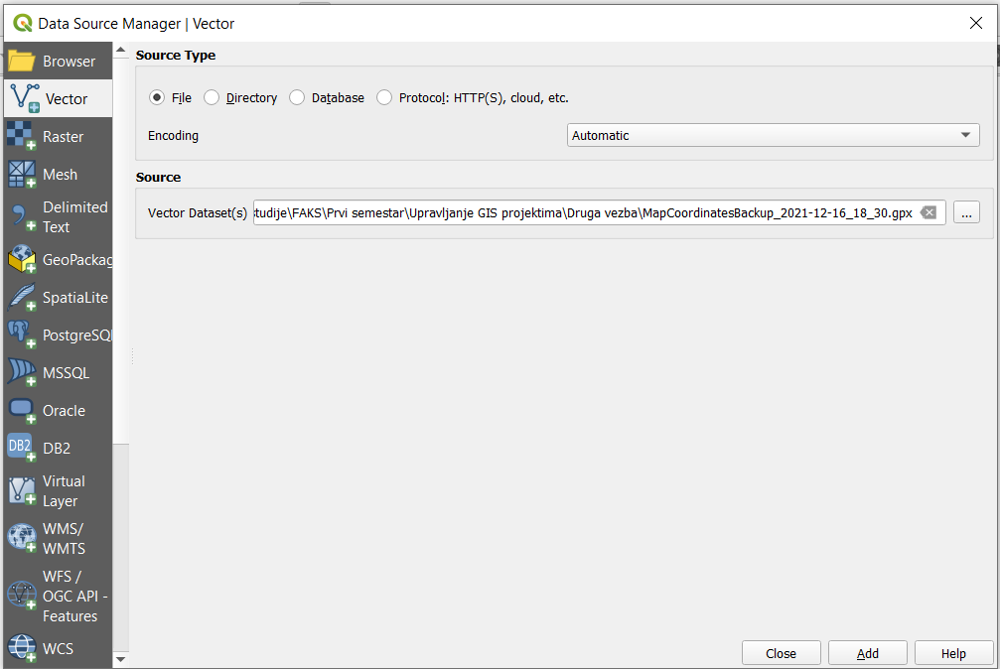 Data Source Manager | Vector
Browser
Vector
Raster
Mesh
Delimited
Text
GeoPackag
SpatiaLite
PostgreSQL
MSSQL
Oracle
DB2
DB2
Virtual
Layer
WMS/
WMTS
WFS /
OGC API -
Features
WCS
Source Type
File Directory Database Protocol: HTTP(S), cloud, etc.
Encoding Automatic
Source
Vector Dataset(s) tudije\FAKS\Prvi semestar\Upravljanje GIS projektima\Druga vezba\MapCoordinatesBackup_2021-12-16_18_30.gpx ...
Close Add Help